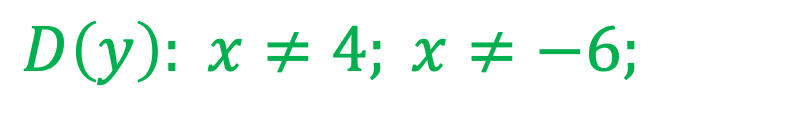 D(y): x ≠ 4; x ≠ −6;